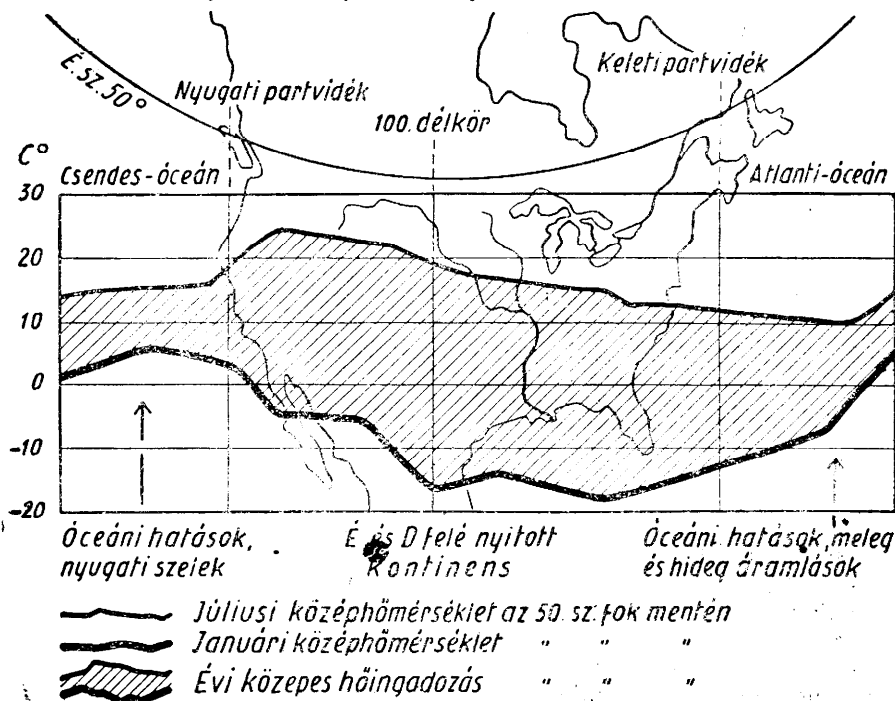 É.sz. 50°
Nyugati partvidék
Keleti partvidék
100. délkör
C°
Csendes-óceán
Atlanti-óceán
30
20
10
0
-10
-20
Óceáni hatások,
nyugati szelek
É és D felé nyitott
kontinens
Óceáni hatások, meleg
és hideg áramlások
Júliusi középhőmérséklet az 50. sz. fok mentén
Januári középhőmérséklet " " "
Évi közepes hőingadozás " " "